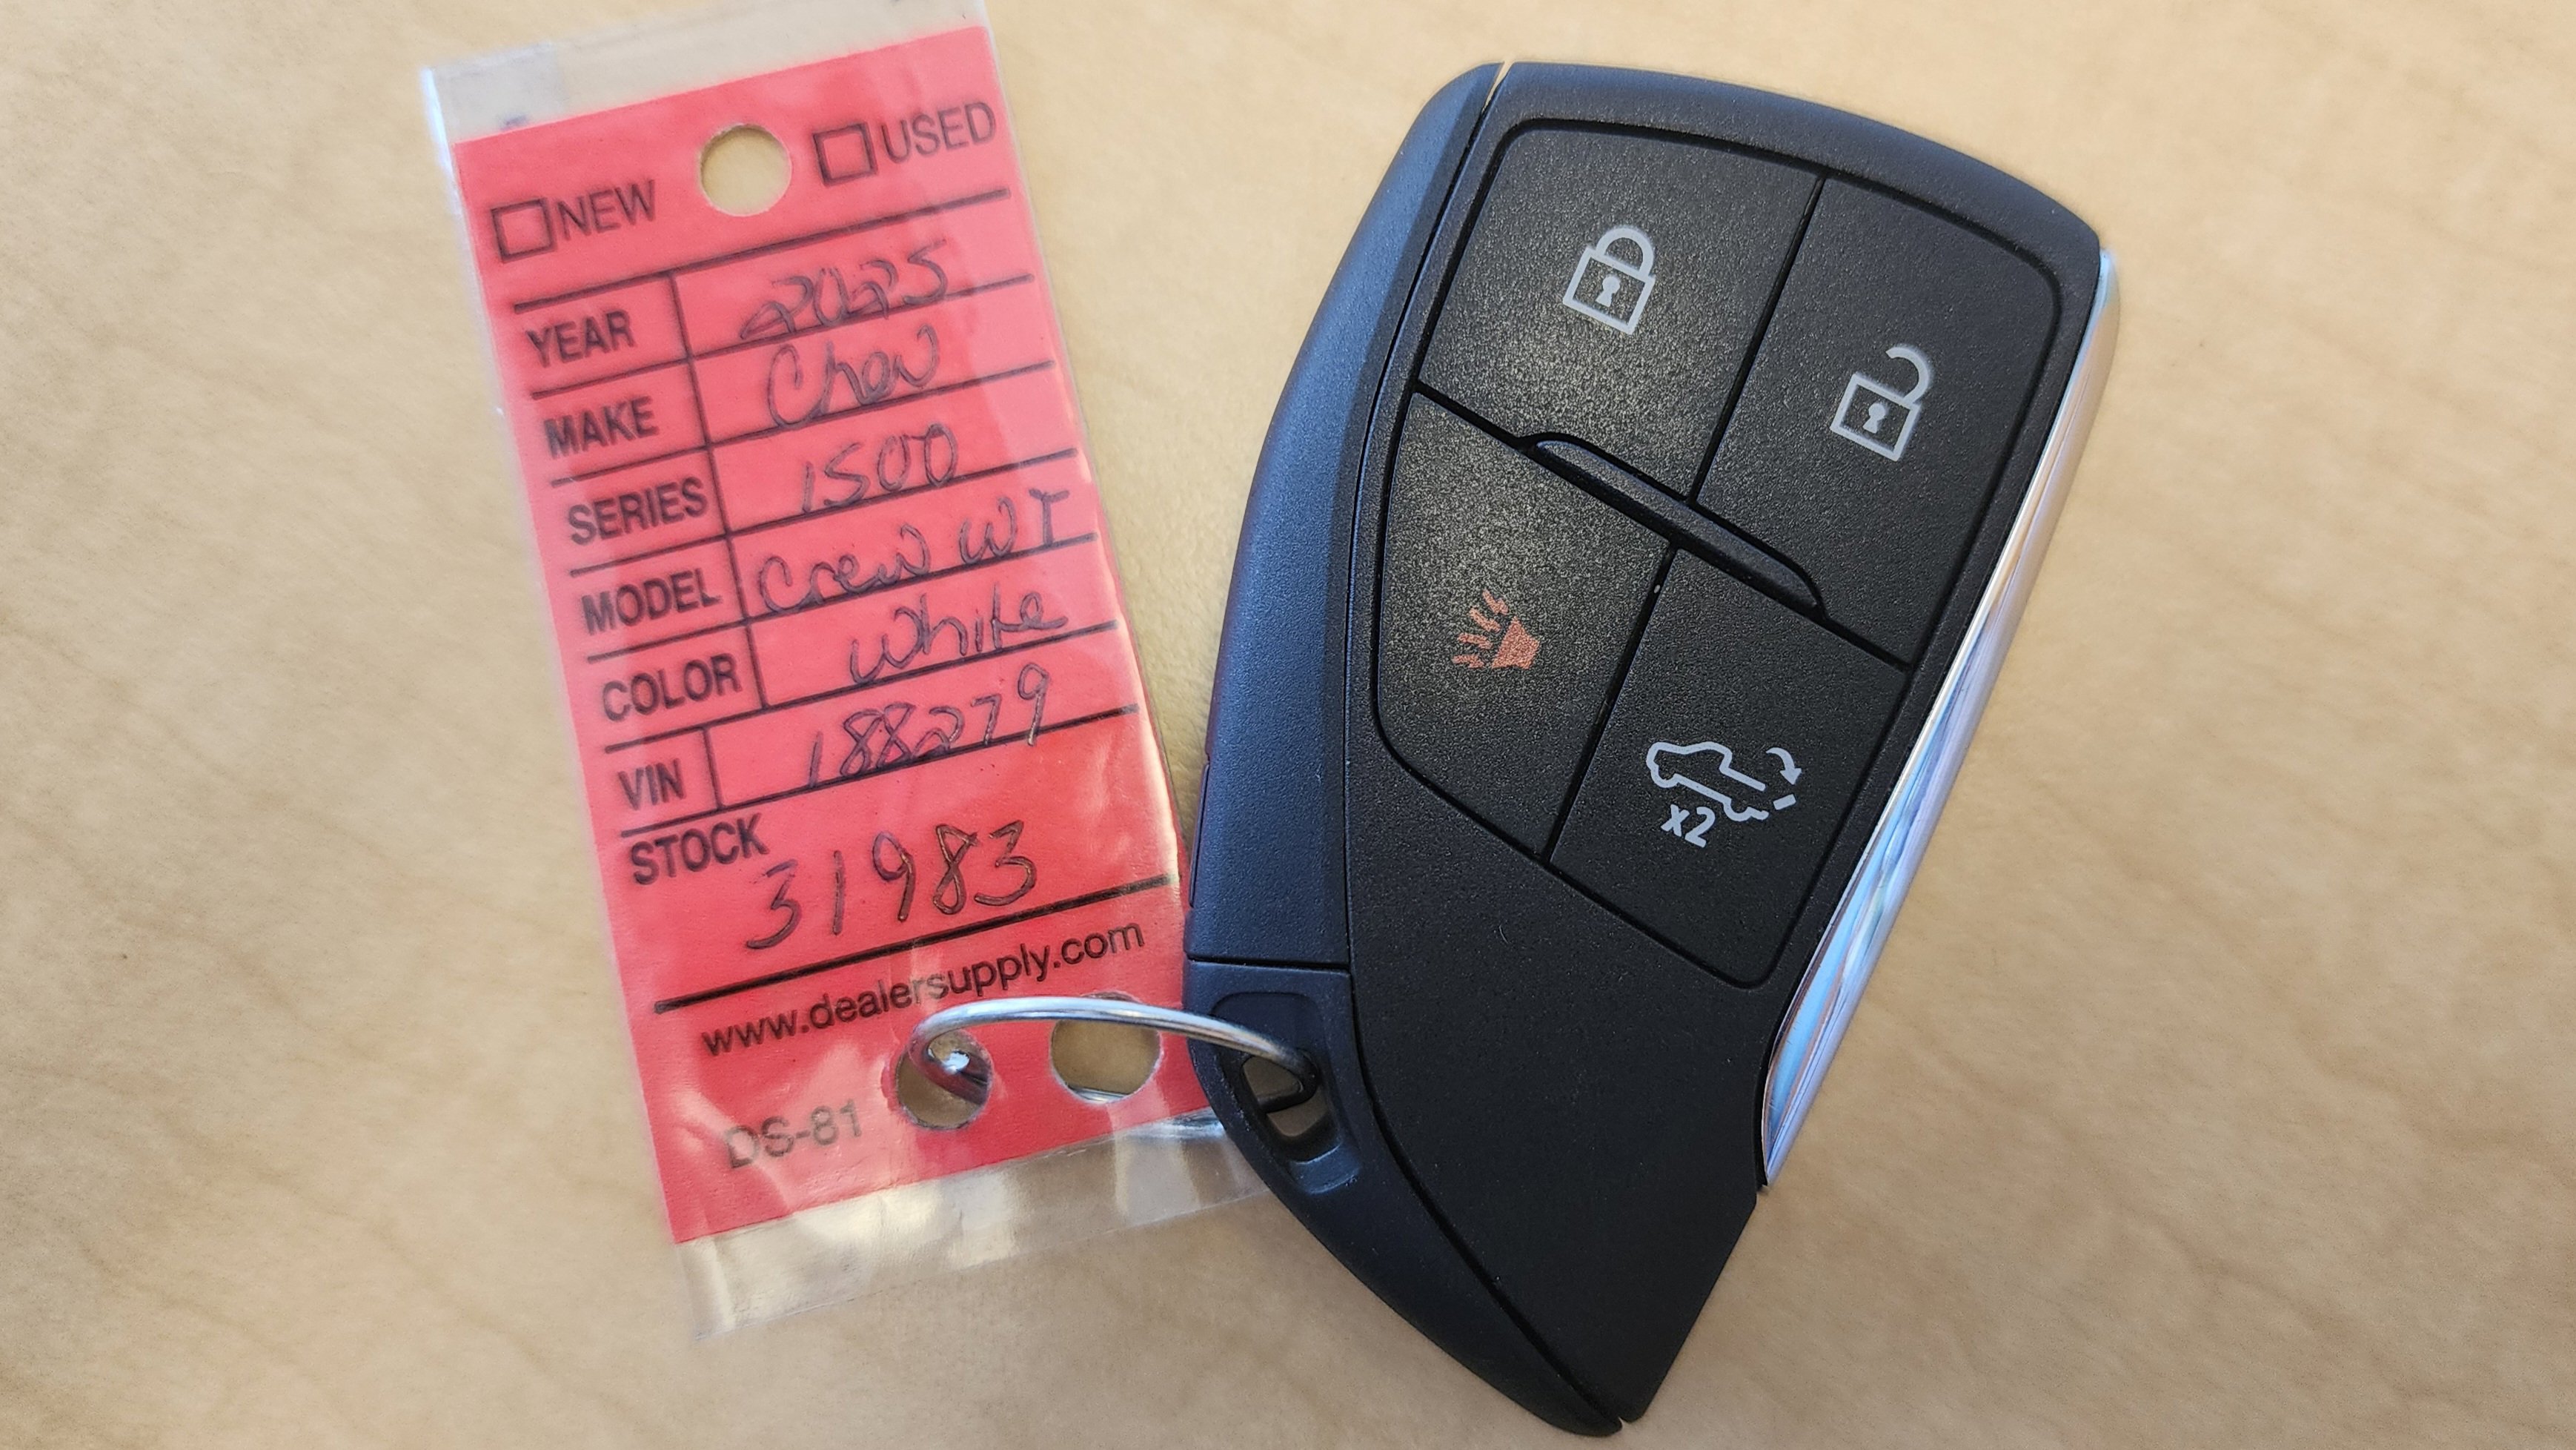 NEW USED
YEAR 2025
MAKE Chev
SERIES 1500
MODEL Crew WT
COLOR White
VIN 188279
STOCK 31983
www.dealersupply.com
DS-81
x2